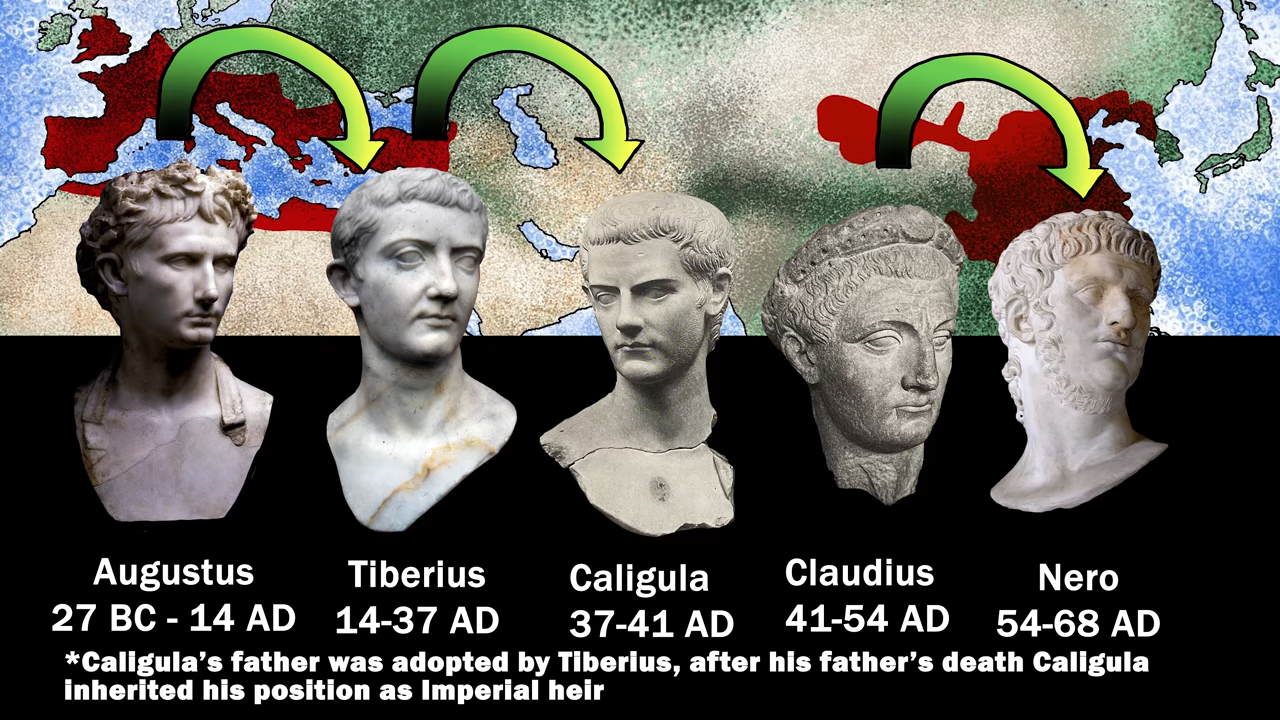 Augustus
27 BC - 14 AD
Tiberius
14-37 AD
Caligula
37-41 AD
Claudius
41-54 AD
Nero
54-68 AD
*Caligula’s father was adopted by Tiberius, after his father’s death Caligula
inherited his position as Imperial heir